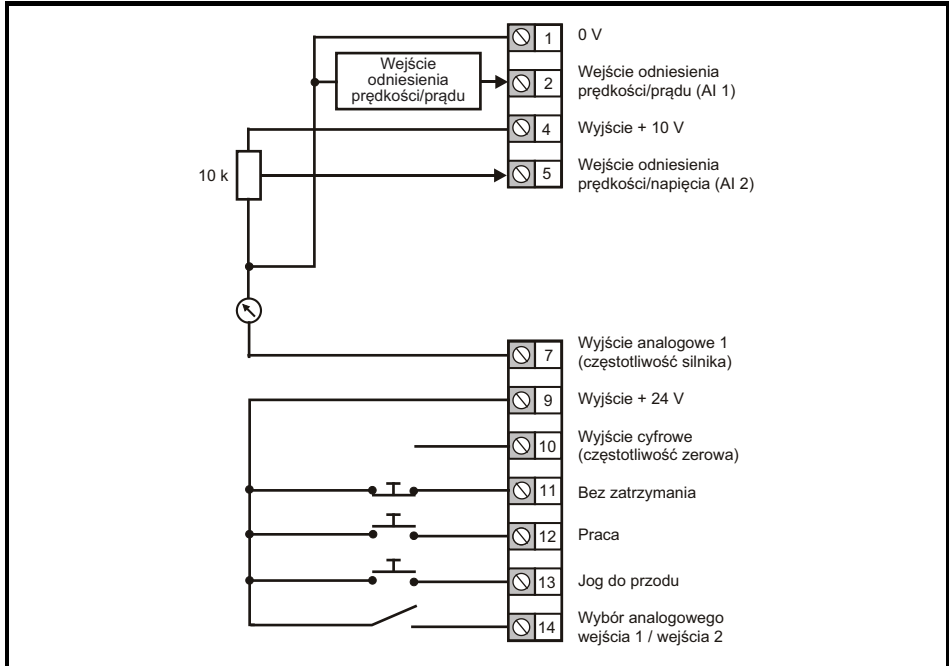 1 0 V
Wejście
odniesienia
prędkości/prądu
2 Wejście odniesienia
prędkości/prądu (AI 1)
4 Wyjście + 10 V
10 k
5 Wejście odniesienia
prędkości/napięcia (AI 2)
7 Wyjście analogowe 1
(częstotliwość silnika)
9 Wyjście + 24 V
10 Wyjście cyfrowe
(częstotliwość zerowa)
11 Bez zatrzymania
12 Praca
13 Jog do przodu
14 Wybór analogowego
wejścia 1 / wejścia 2